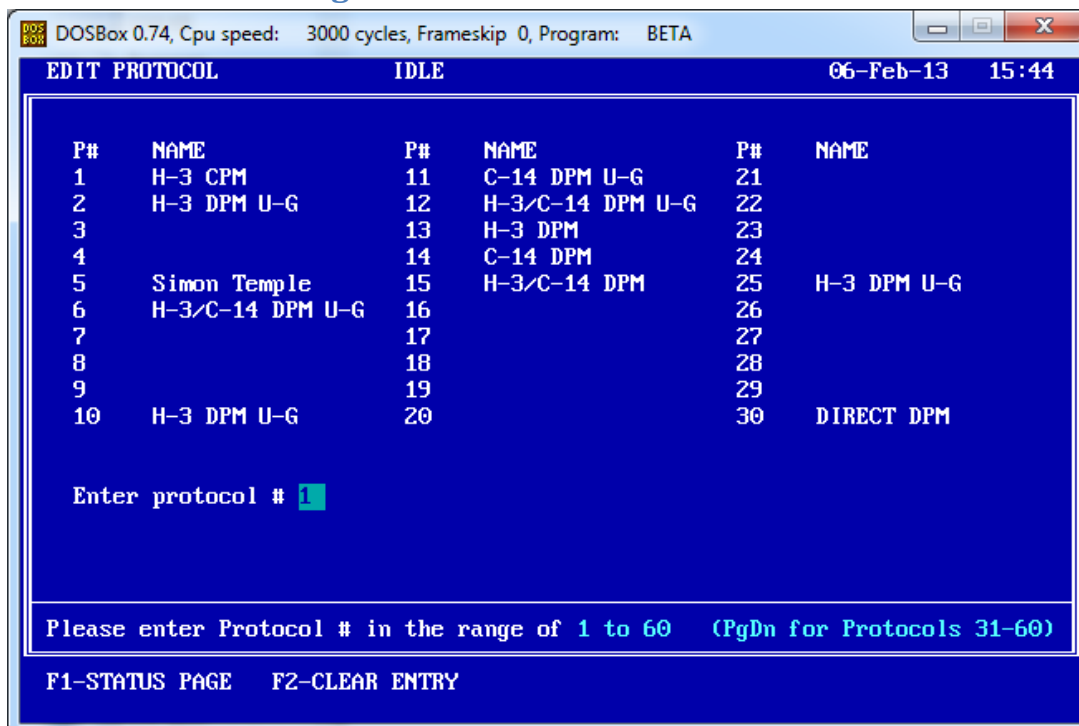 DOSBox 0.74, Cpu speed: 3000 cycles, Frameskip 0, Program: BETA
EDIT PROTOCOL IDLE 06-Feb-13 15:44
P# NAME P# NAME P# NAME
1 H-3 CPM 11 C-14 DPM U-G 21
2 H-3 DPM U-G 12 H-3/C-14 DPM U-G 22
3 13 H-3 DPM 23
4 14 C-14 DPM 24
5 Simon Temple 15 H-3/C-14 DPM 25 H-3 DPM U-G
6 H-3/C-14 DPM U-G 16 26
7 17 27
8 18 28
9 19 29
10 H-3 DPM U-G 20 30 DIRECT DPM
Enter protocol # 1
Please enter Protocol # in the range of 1 to 60 (PgDn for Protocols 31-60)
F1-STATUS PAGE F2-CLEAR ENTRY